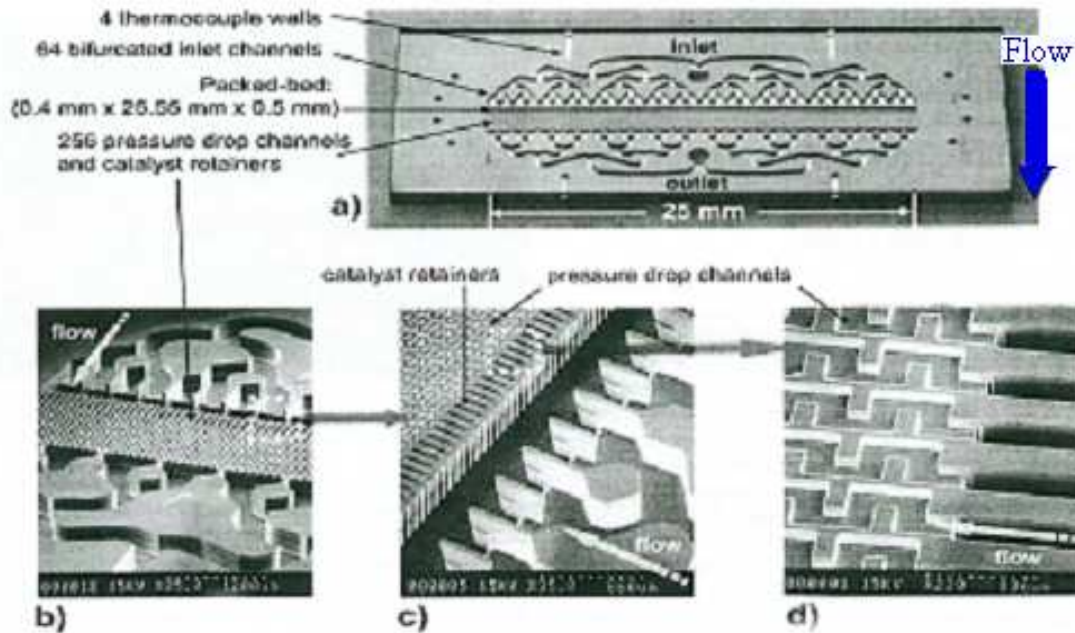 4 thermocouple walls
64 bifurcated inlet channels
Packed-bed:
(0.4 mm x 25.55 mm x 0.5 mm)
256 pressure drop channels
and catalyst retainers
Inlet
outlet
Flow
25 mm
a)
catalyst retainers
pressure drop channels
flow
b)
flow
c)
flow
d)